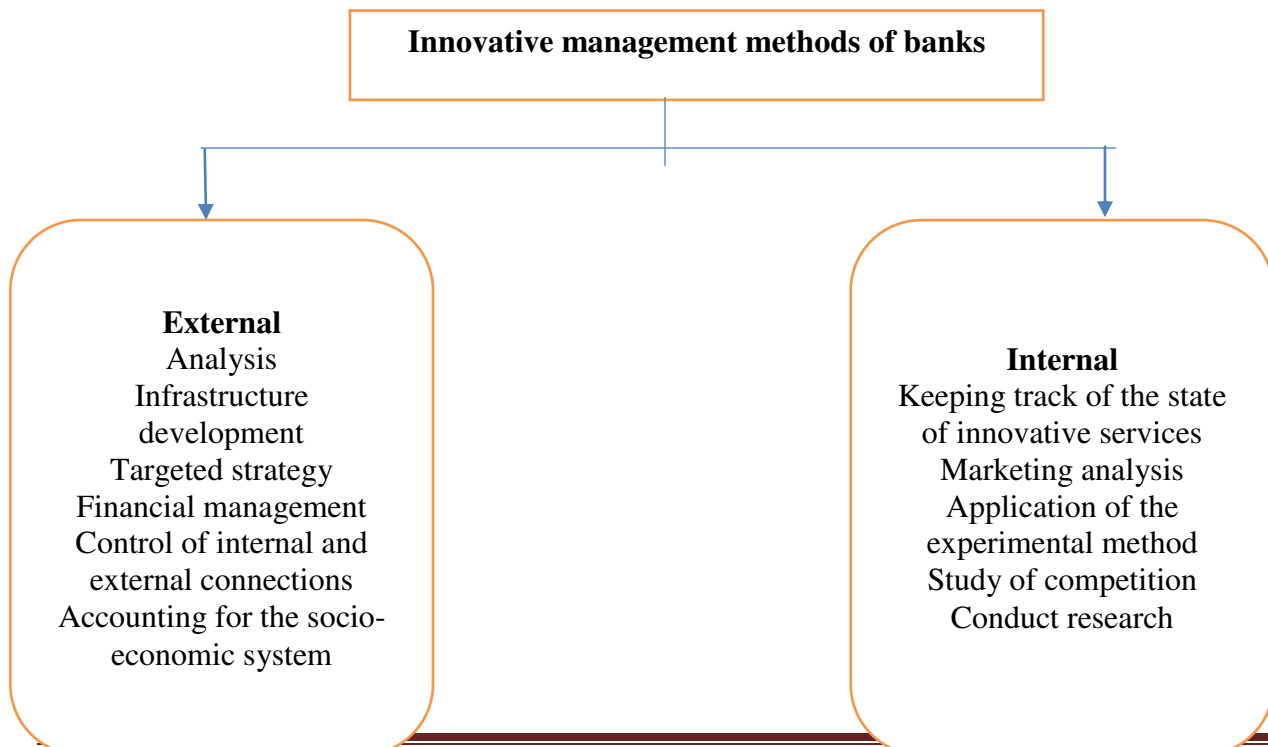 Innovative management methods of banks
External
Analysis
Infrastructure
development
Targeted strategy
Financial management
Control of internal and
external connections
Accounting for the socio-
economic system
Internal
Keeping track of the state
of innovative services
Marketing analysis
Application of the
experimental method
Study of competition
Conduct research